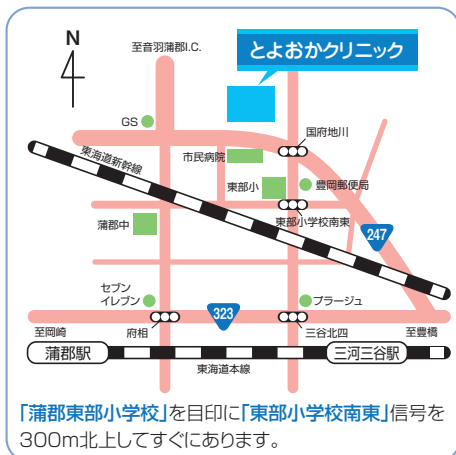 N
至音羽蒲郡I.C.
とよおかクリニック
GS
国府地川
東海道新幹線
市民病院
東部小
豊岡郵便局
蒲郡中
東部小学校南東
247
セブン
イレブン
323
プラージュ
至岡崎
府相
三谷北四
至豊橋
蒲郡駅
三河三谷駅
東海道本線
「蒲郡東部小学校」を目印に「東部小学校南東」信号を
300m北上してすぐにあります。